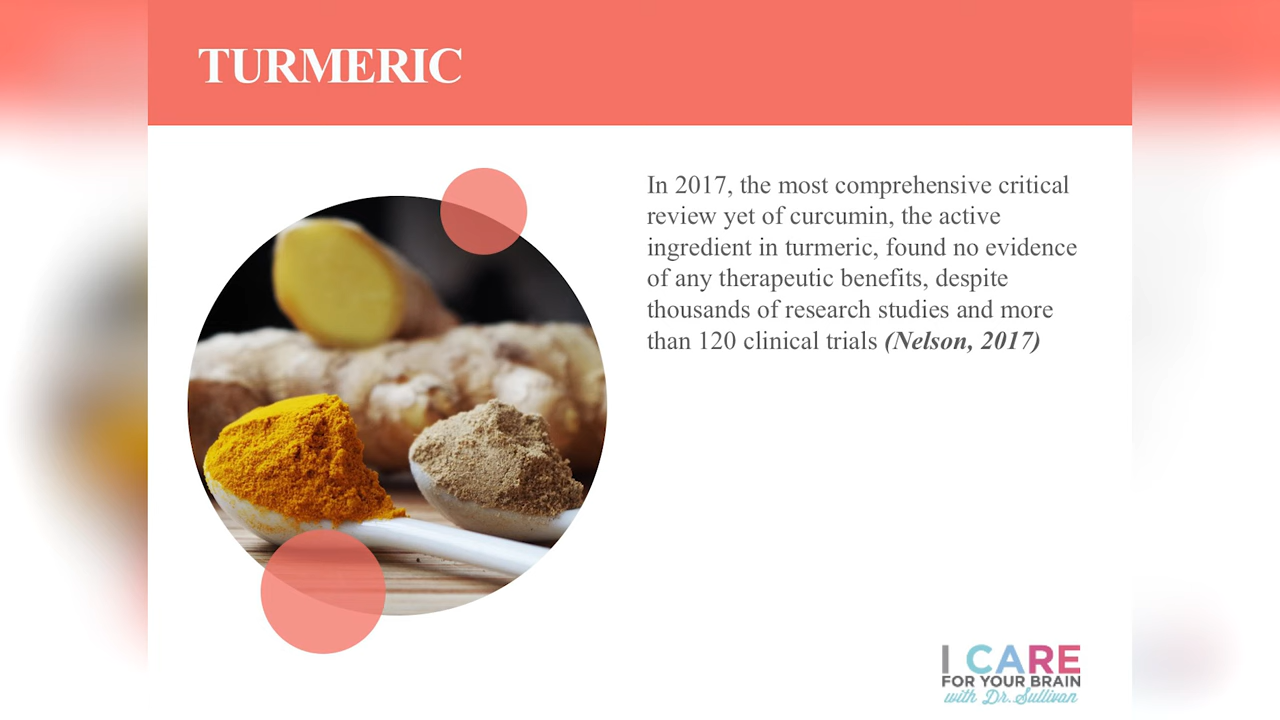 TURMERIC
In 2017, the most comprehensive critical
review yet of curcumin, the active
ingredient in turmeric, found no evidence
of any therapeutic benefits, despite
thousands of research studies and more
than 120 clinical trials (Nelson, 2017)
I CARE
FOR YOUR BRAIN
with Dr. Sullivan